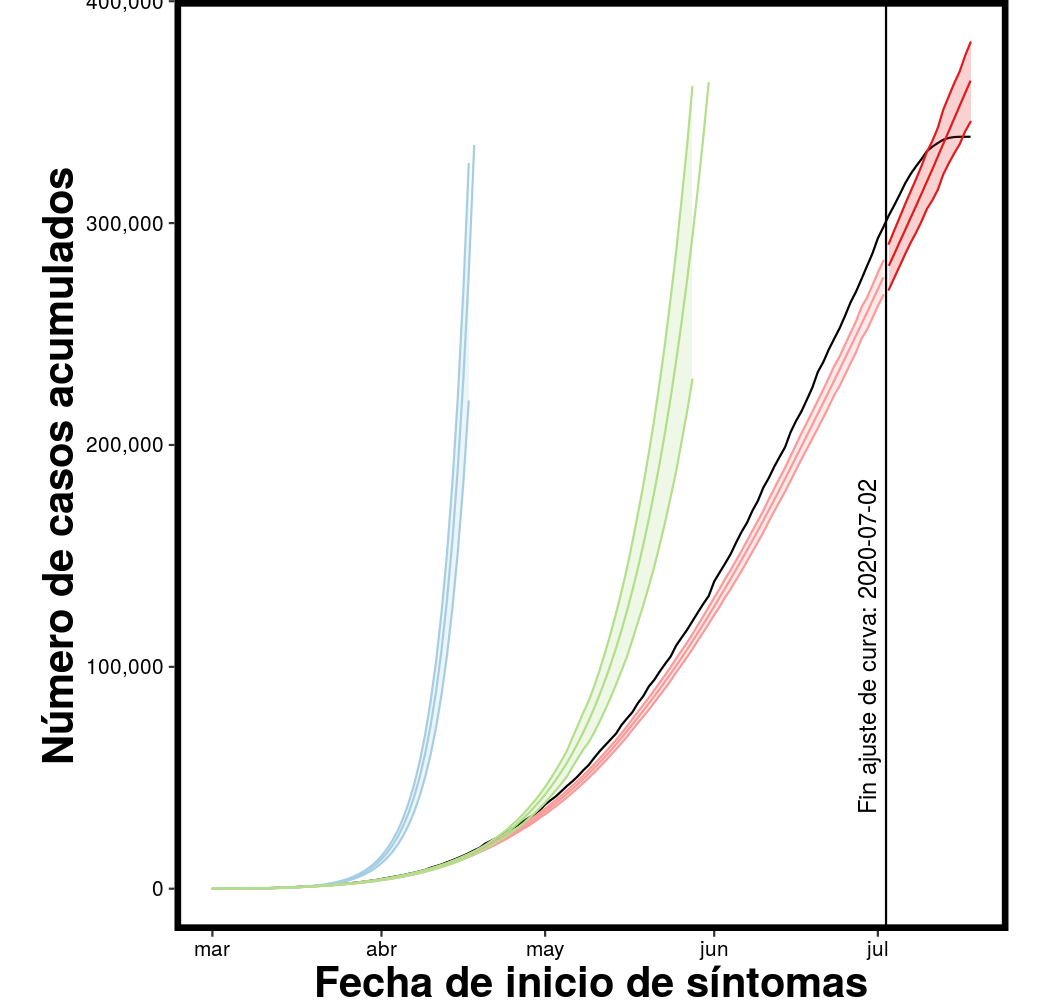 400,000
300,000
200,000
100,000
0
Número de casos acumulados
Fin ajuste de curva: 2020-07-02
mar abr may jun jul
Fecha de inicio de síntomas